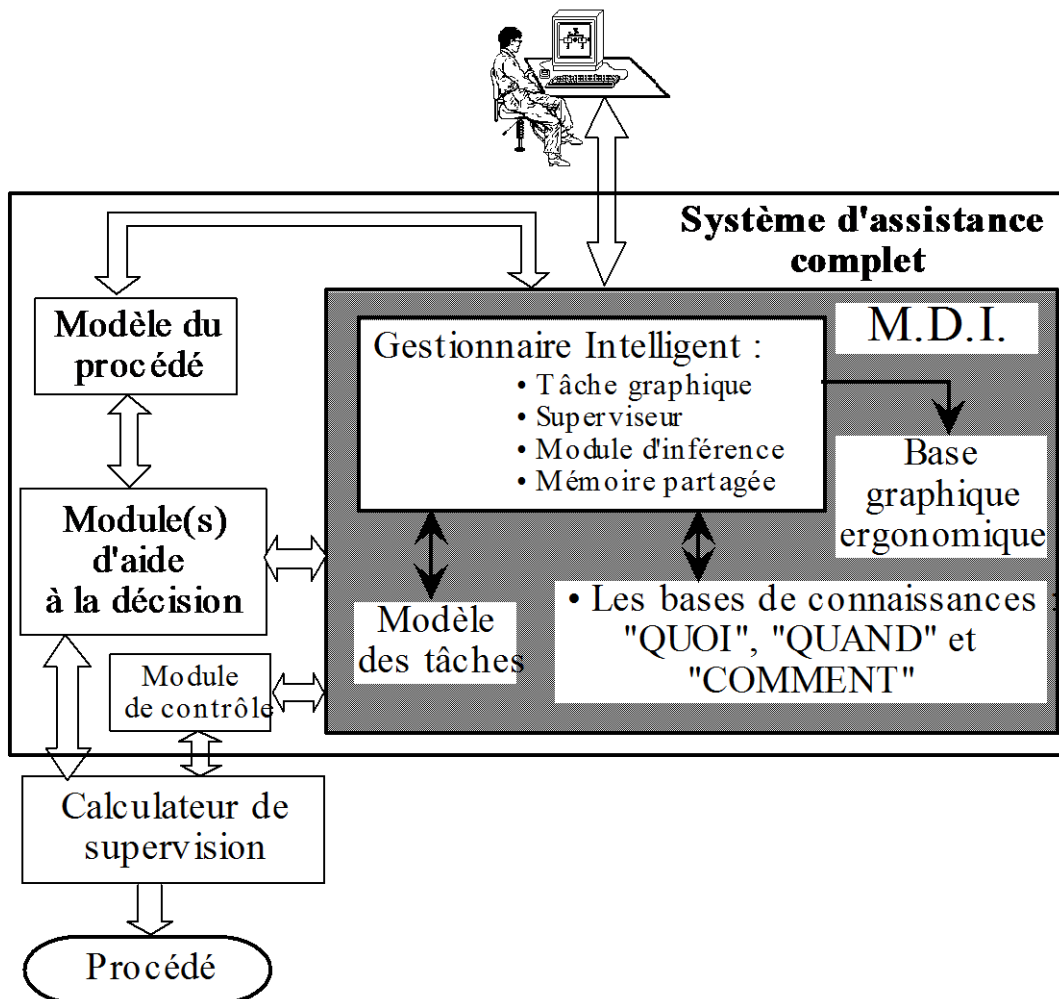 Système d'assistance
complet
Modèle du
procédé
M.D.I.
Gestionnaire Intelligent :
• Tâche graphique
• Superviseur
• Module d'inférence
• Mémoire partagée
Base
graphique
ergonomique
Module(s)
d'aide
à la décision
Modèle
des tâches
• Les bases de connaissances :
"QUOI", "QUAND" et
"COMMENT"
Module
de contrôle
Calculateur de
supervision
Procédé